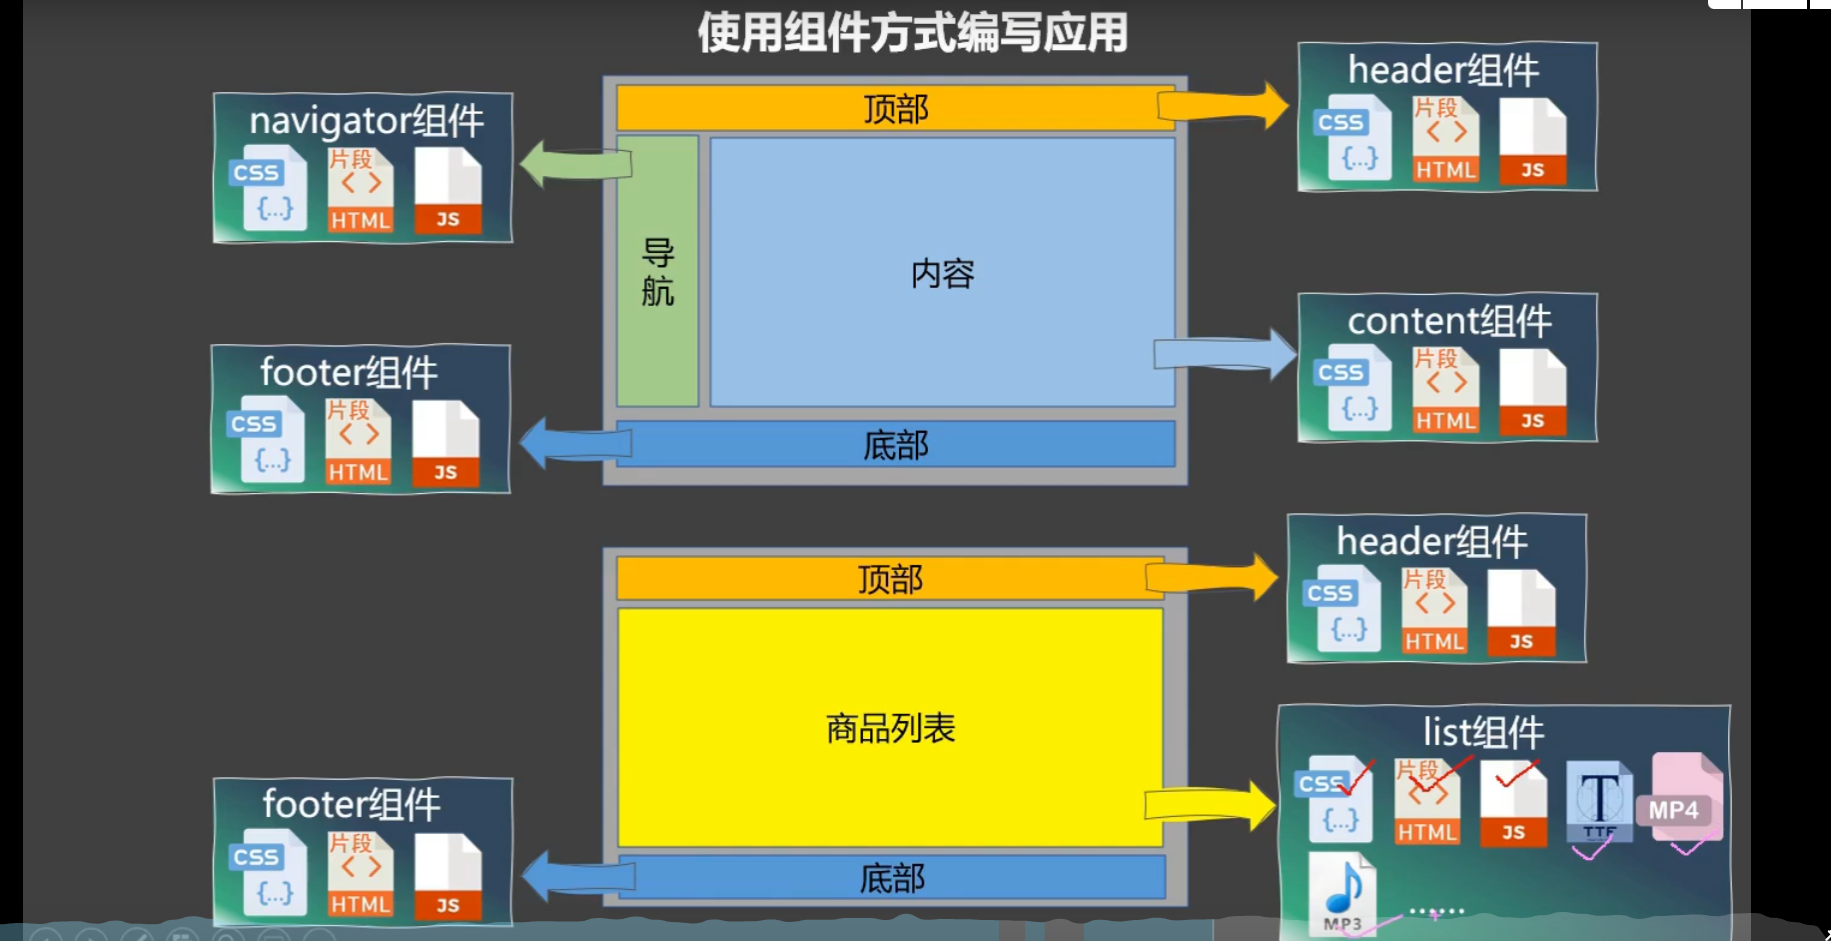 使用组件方式编写应用
navigator组件
CSS
{...}
片段
< >
HTML
JS
顶部
header组件
CSS
{...}
片段
< >
HTML
JS
导
航
内容
content组件
CSS
{...}
片段
< >
HTML
JS
footer组件
CSS
{...}
片段
< >
HTML
JS
底部
顶部
header组件
CSS
{...}
片段
< >
HTML
JS
商品列表
list组件
CSS
{...}
片段
< >
HTML
JS
T
TTF
MP4
MP3
......
footer组件
CSS
{...}
片段
< >
HTML
JS
底部